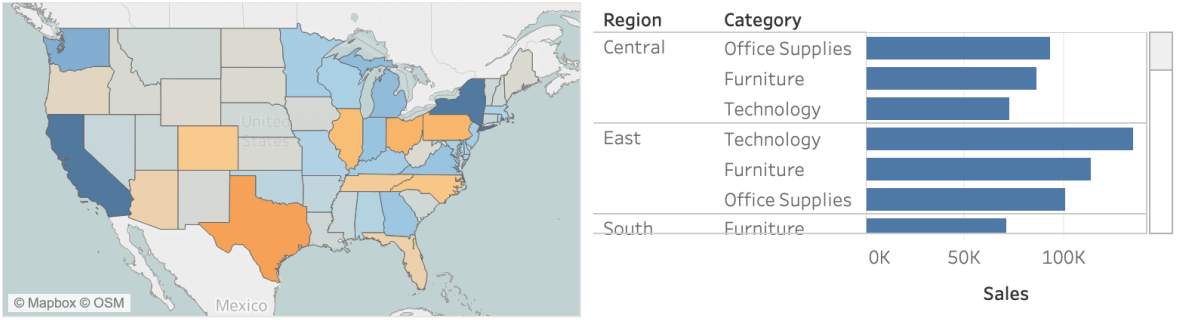 United
States
Mexico
© Mapbox © OSM
Region Category
Central Office Supplies
Furniture
Technology
East Technology
Furniture
Office Supplies
South Furniture
0K 50K 100K
Sales